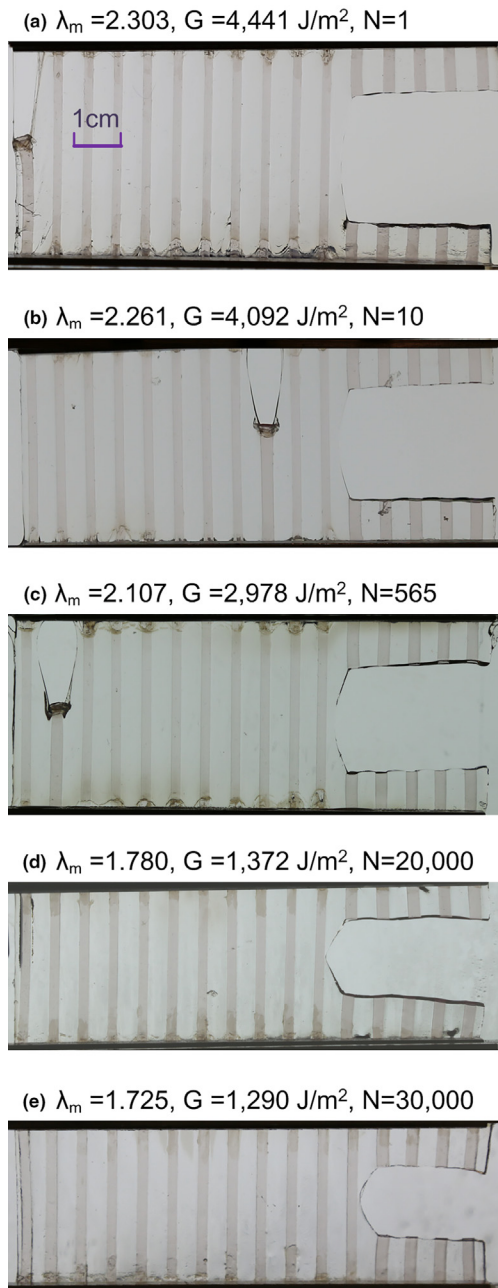 (a) λₘ =2.303, G =4,441 J/m², N=1
1cm
(b) λₘ =2.261, G =4,092 J/m², N=10
(c) λₘ =2.107, G =2,978 J/m², N=565
(d) λₘ =1.780, G =1,372 J/m², N=20,000
(e) λₘ =1.725, G =1,290 J/m², N=30,000